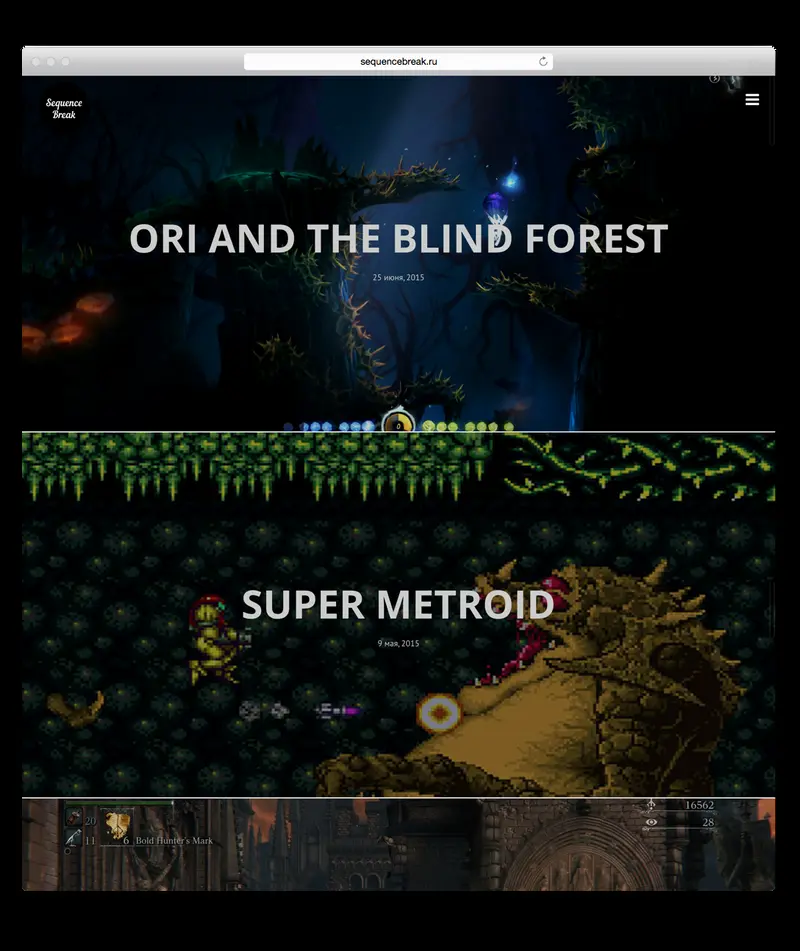 sequencebreak.ru
Sequence
Break
ORI AND THE BLIND FOREST
25 июня, 2015
0
SUPER METROID
9 мая, 2015
20
16562
11
6
Bold Hunter's Mark
28